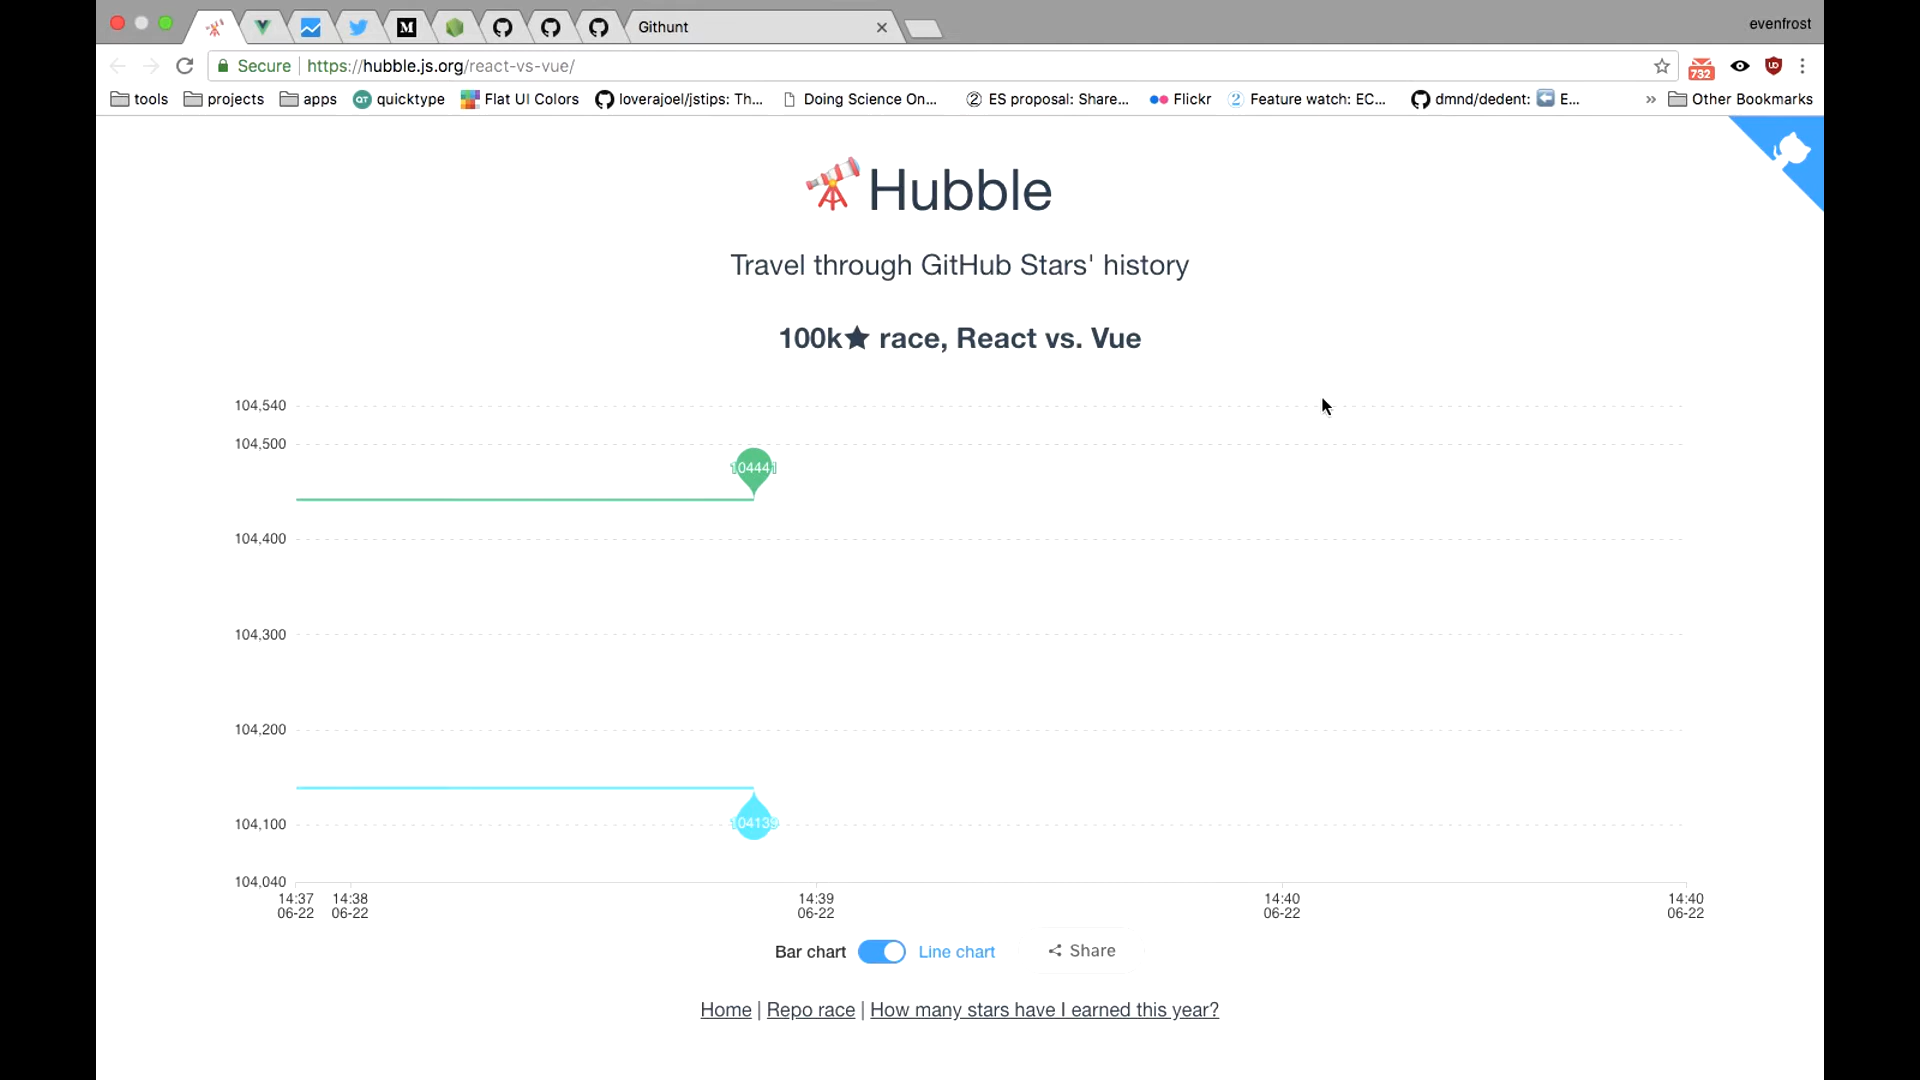 Githunt
evenfrost
Secure https://hubble.js.org/react-vs-vue/
732
tools projects apps QT quicktype Flat UI Colors loverajoel/jstips: Th... Doing Science On... ② ES proposal: Share... Flickr ② Feature watch: EC... dmnd/dedent: E... » Other Bookmarks
Hubble
Travel through GitHub Stars' history
100k★ race, React vs. Vue
104,540
104,500
104441
104,400
104,300
104,200
104,100
104139
104,040
14:37 14:38 14:39 14:40 14:40
06-22 06-22 06-22 06-22 06-22
Bar chart Line chart Share
Home | Repo race | How many stars have I earned this year?